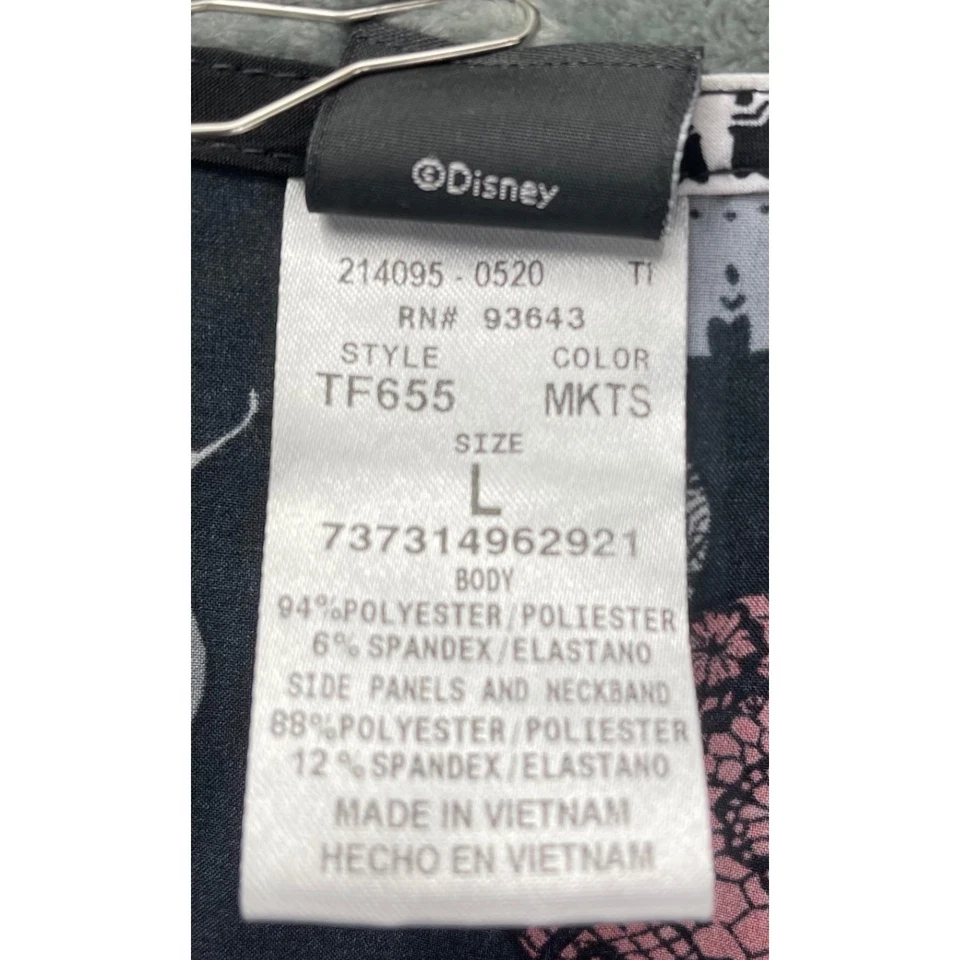 ©Disney
214095 - 0520 TI
RN# 93643
STYLE COLOR
TF655 MKTS
SIZE
L
737314962921
BODY
94%POLYESTER/POLIESTER
6% SPANDEX/ELASTANO
SIDE PANELS AND NECKBAND
88%POLYESTER/POLIESTER
12 %SPANDEX/ELASTANO
MADE IN VIETNAM
HECHO EN VIETNAM